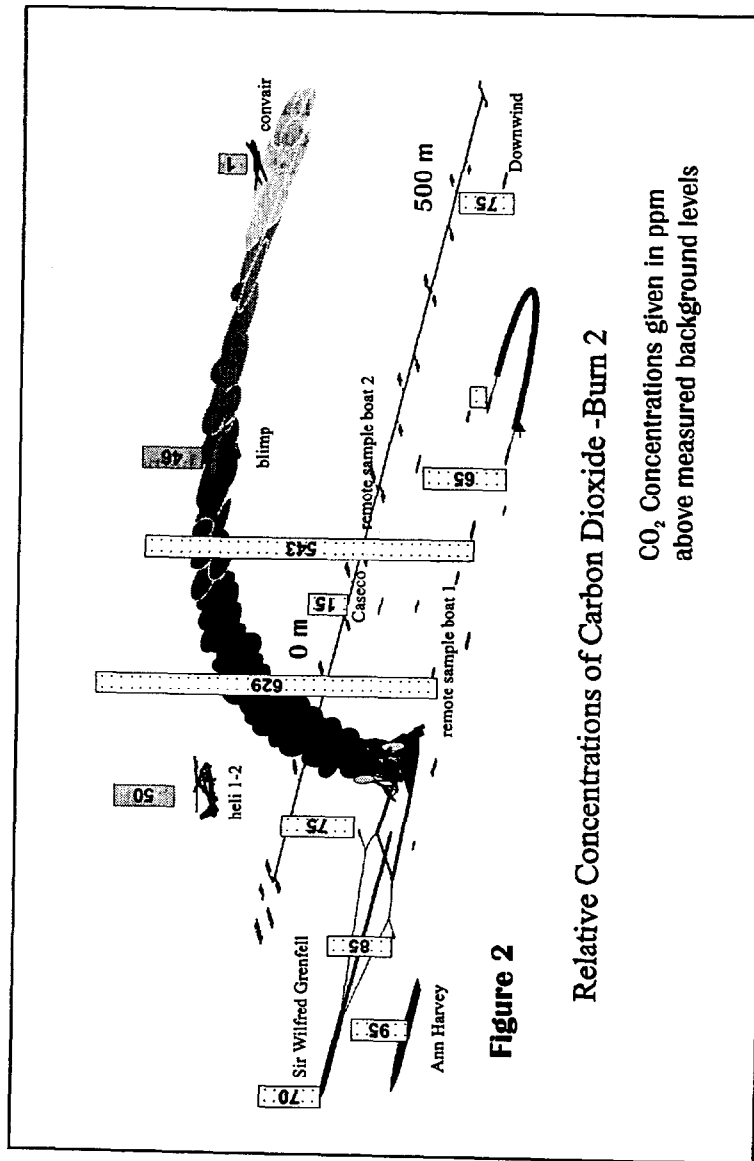 1
convair
46
blimp
50
heli 1-2
543
629
15
75
Caseco
0 m
500 m
remote sample boat 2
remote sample boat 1
75
Downwind
65
Sir Wilfred Grenfell
70
85
95
Ann Harvey
Figure 2
Relative Concentrations of Carbon Dioxide -Burn 2
CO₂ Concentrations given in ppm
above measured background levels